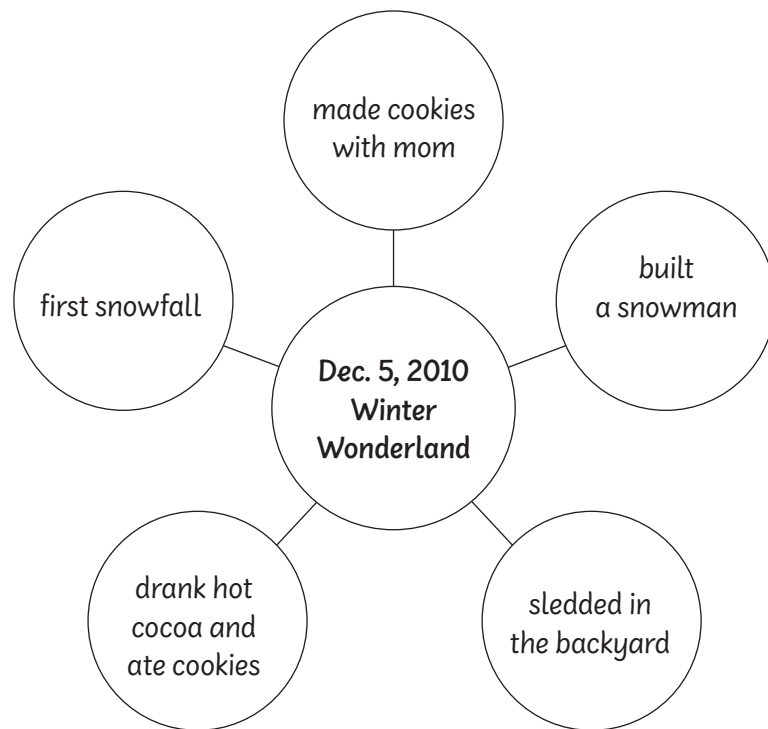 made cookies
with mom
first snowfall
built
a snowman
Dec. 5, 2010
Winter
Wonderland
drank hot
cocoa and
ate cookies
sledded in
the backyard